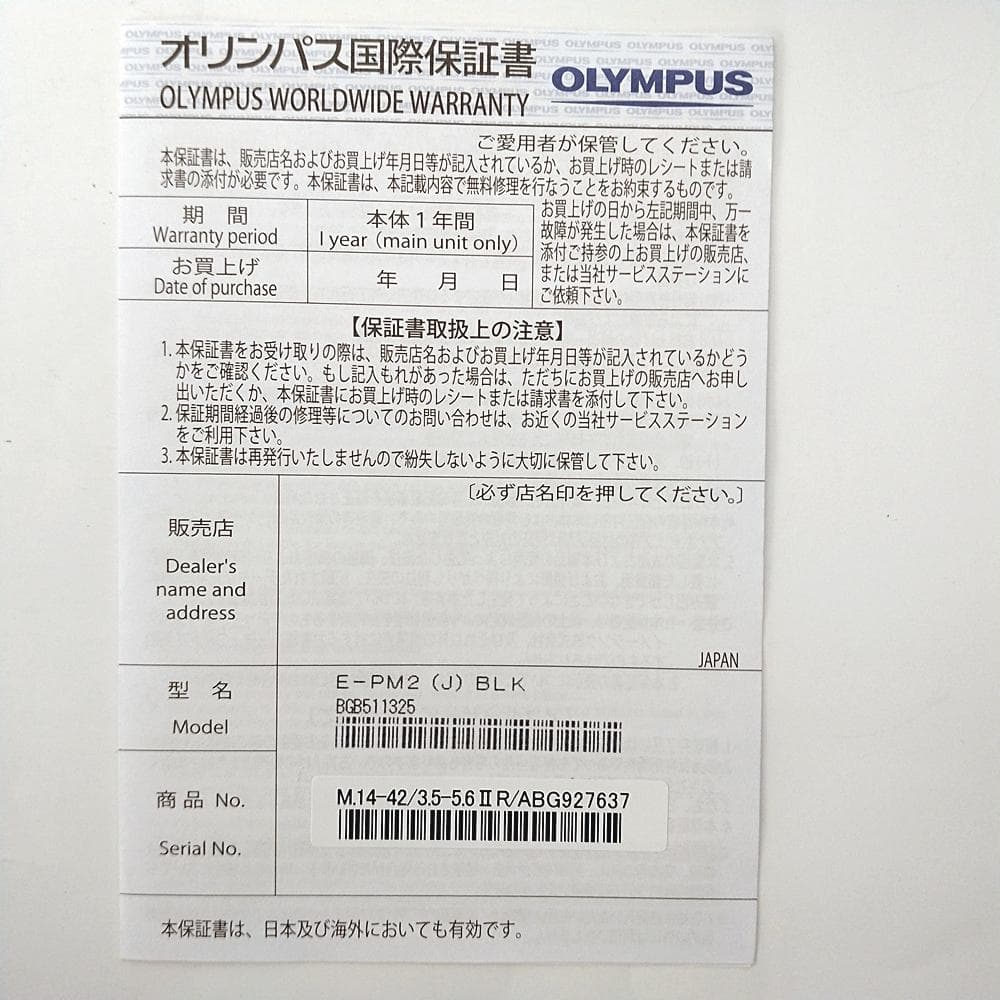 オリンパス国際保証書
OLYMPUS WORLDWIDE WARRANTY
OLYMPUS
ご愛用者が保管してください。
本保証書は、販売店名およびお買上げ年月日等が記入されているか、お買上げ時のレシートまたは請
求書の添付が必要です。本保証書は、本記載内容で無料修理を行なうことをお約束するものです。
期 間
Warranty period
本体1年間
1 year (main unit only)
お買上げ
Date of purchase
年 月 日
お買上げの日から左記期間中、万一
故障が発生した場合は、本保証書を
添付ご持参の上お買上げの販売店、
または当社サービスステーションに
ご依頼下さい。
【保証書取扱上の注意】
1. 本保証書をお受け取りの際は、販売店名およびお買上げ年月日等が記入されているかどう
かをご確認ください。もし記入もれがあった場合は、ただちにお買上げの販売店へお申し
出いただくか、本保証書にお買上げ時のレシートまたは請求書を添付して下さい。
2. 保証期間経過後の修理等についてのお問い合わせは、お近くの当社サービスステーション
をご利用下さい。
3. 本保証書は再発行いたしませんので紛失しないように大切に保管して下さい。
〔必ず店名印を押してください。〕
販売店
Dealer's
name and
address
JAPAN
型 名
Model
E-PM2 (J) BLK
BGB511325
商品 No.
Serial No.
M.14-42/3.5-5.6ⅡR/ABG927637
本保証書は、日本及び海外においても有効です。